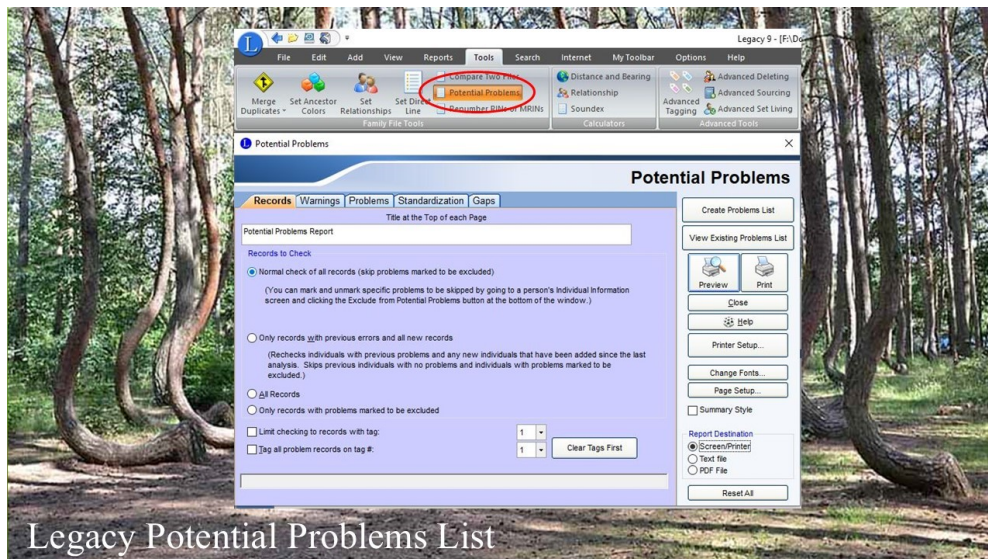 Legacy 9 - [F:\Do
File Edit Add View Reports Tools Search Internet My Toolbar Options Help
Merge Duplicates
Set Ancestor Colors
Set Relationships
Set Direct Line
Compare Two Files
Potential Problems
Renumber RINs or MRINs
Family File Tools
Distance and Bearing
Relationship
Soundex
Calculators
Advanced Tagging
Advanced Deleting
Advanced Sourcing
Advanced Set Living
Advanced Tools
L Potential Problems
Potential Problems
Records Warnings Problems Standardization Gaps
Title at the Top of each Page
Potential Problems Report
Records to Check
Normal check of all records (skip problems marked to be excluded)
(You can mark and unmark specific problems to be skipped by going to a person's Individual Information
screen and clicking the Exclude from Potential Problems button at the bottom of the window.)
Only records with previous errors and all new records
(Rechecks individuals with previous problems and any new individuals that have been added since the last
analysis. Skips previous individuals with no problems and individuals with problems marked to be
excluded.)
All Records
Only records with problems marked to be excluded
Limit checking to records with tag: 1
Tag all problem records on tag #: 1 Clear Tags First
Create Problems List
View Existing Problems List
Preview Print
Close
Help
Printer Setup...
Change Fonts...
Page Setup...
Summary Style
Report Destination
Screen/Printer
Text file
PDF File
Reset All
Legacy Potential Problems List